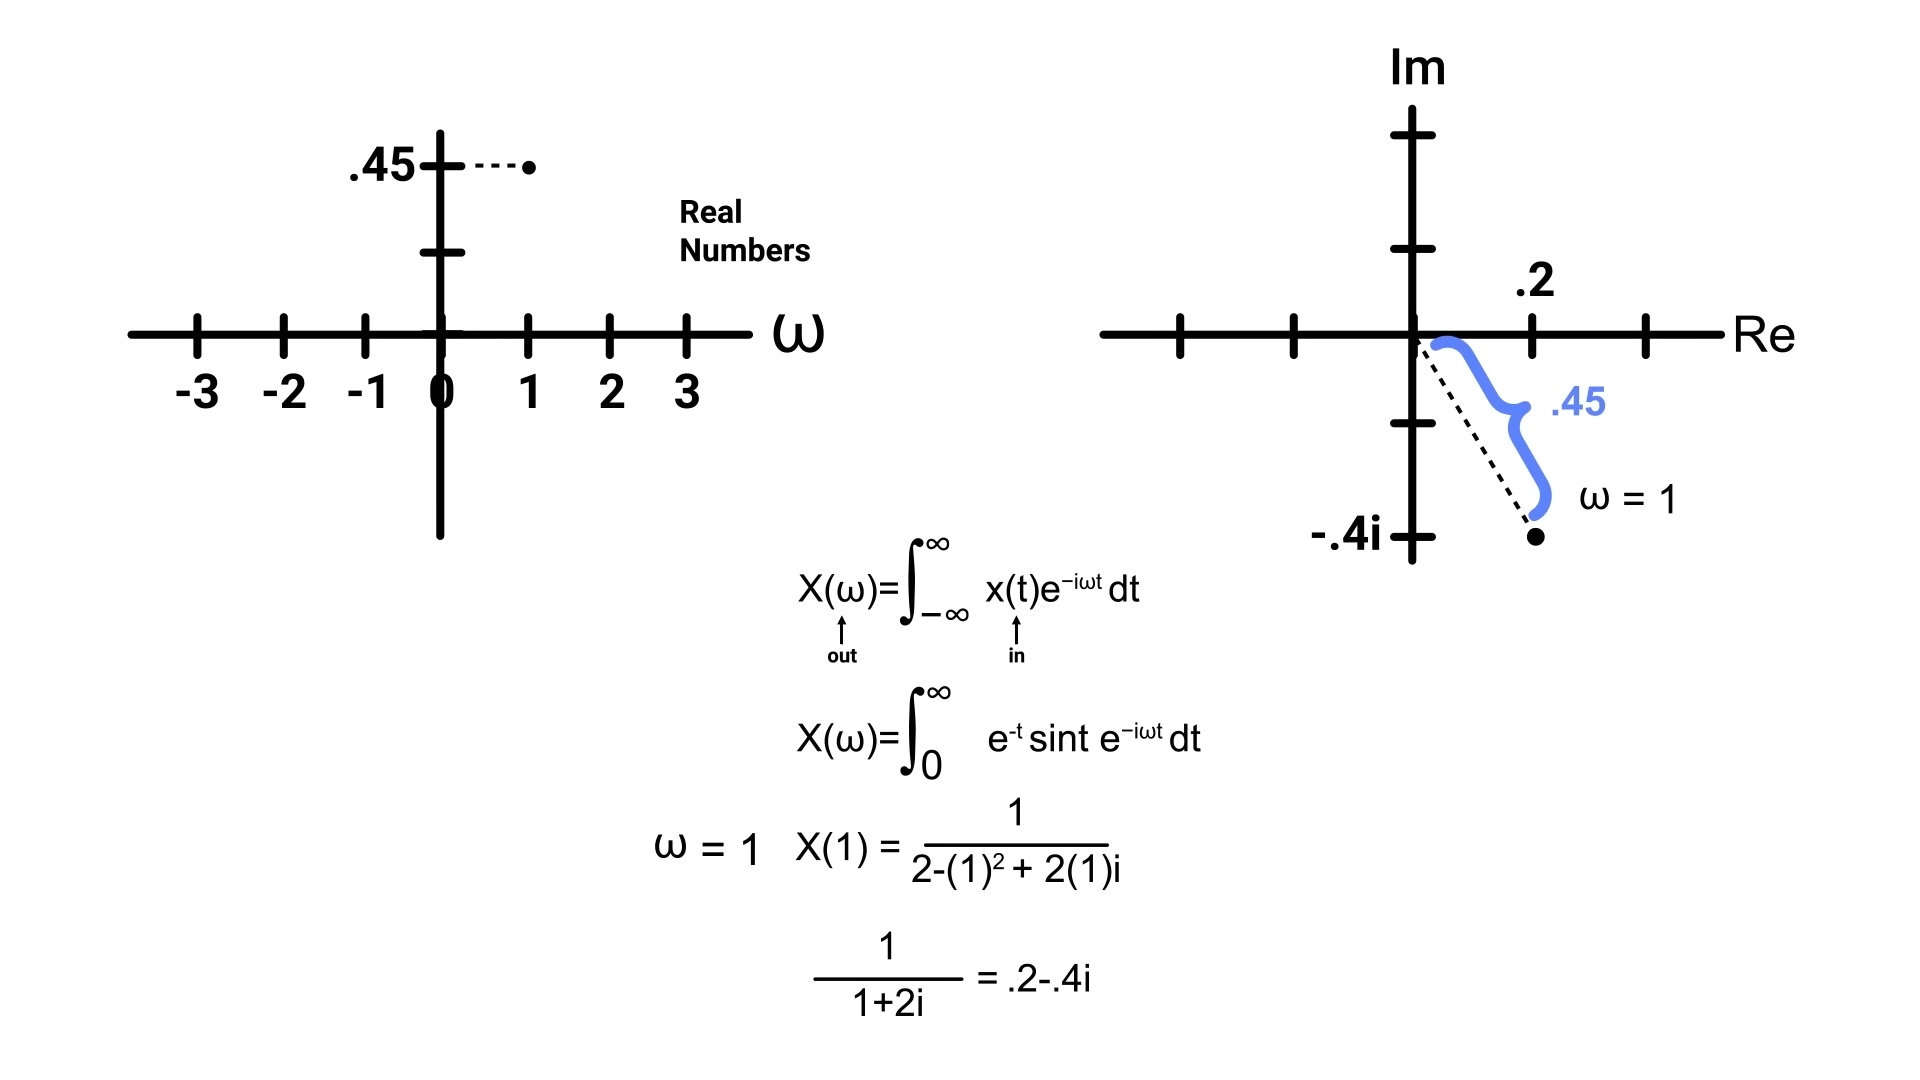 Im
.45
Real
Numbers
.2
ω
Re
-3 -2 -1 0 1 2 3
.45
ω = 1
-.4i
X(ω)=∫_{−∞}^{∞} x(t)e^{−iωt} dt
out in
X(ω)=∫_{0}^{∞} e^{-t} sint e^{−iωt} dt
1
ω = 1 X(1) =
2-(1)² + 2(1)i
1
= .2-.4i
1+2i